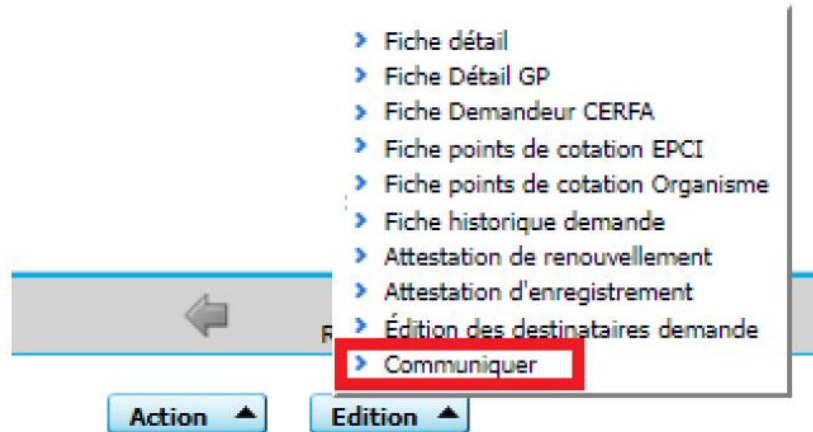 Fiche détail
Fiche Détail GP
Fiche Demandeur CERFA
Fiche points de cotation EPCI
Fiche points de cotation Organisme
Fiche historique demande
Attestation de renouvellement
Attestation d'enregistrement
Édition des destinataires demande
Communiquer
Action
Edition